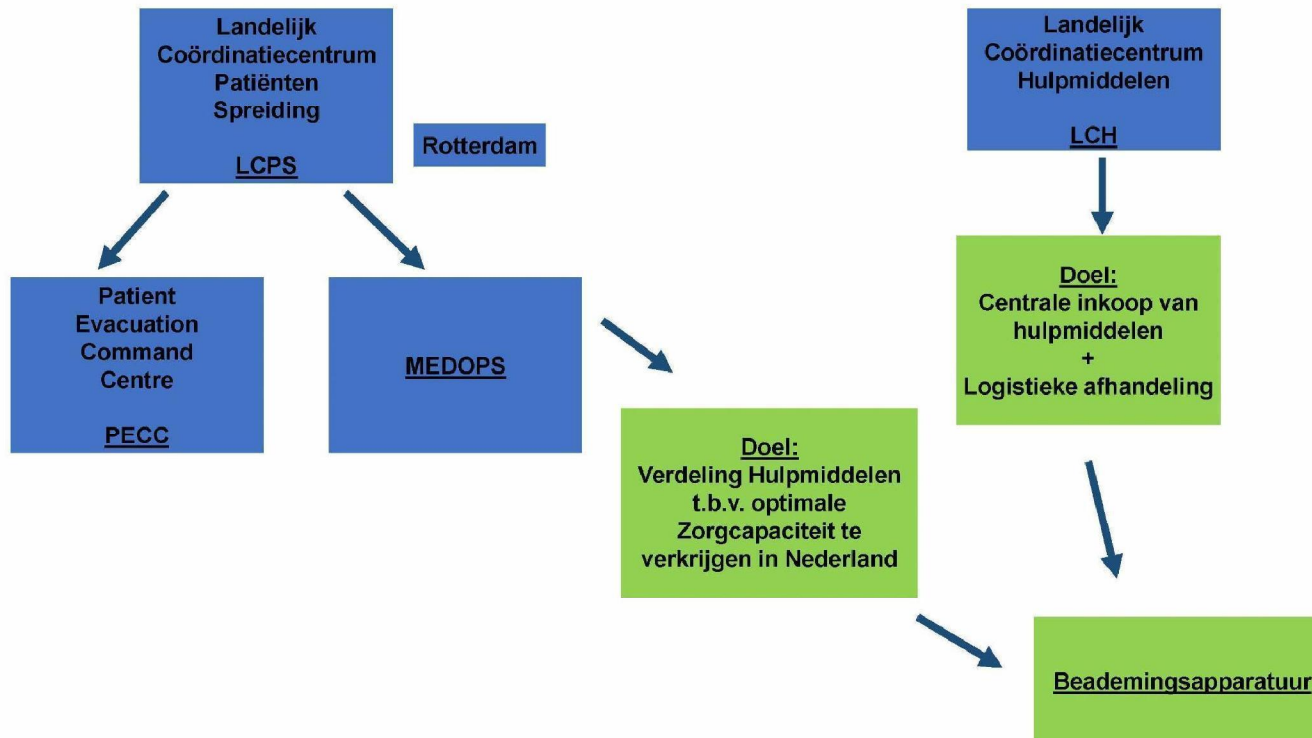 Landelijk
Coördinatiecentrum
Patiënten
Spreiding
LCPS
Rotterdam
Landelijk
Coördinatiecentrum
Hulpmiddelen
LCH
Patient
Evacuation
Command
Centre
PECC
MEDOPS
Doel:
Verdeling Hulpmiddelen
t.b.v. optimale
Zorgcapaciteit te
verkrijgen in Nederland
Doel:
Centrale inkoop van
hulpmiddelen
+
Logistieke afhandeling
Beademingsapparatuur